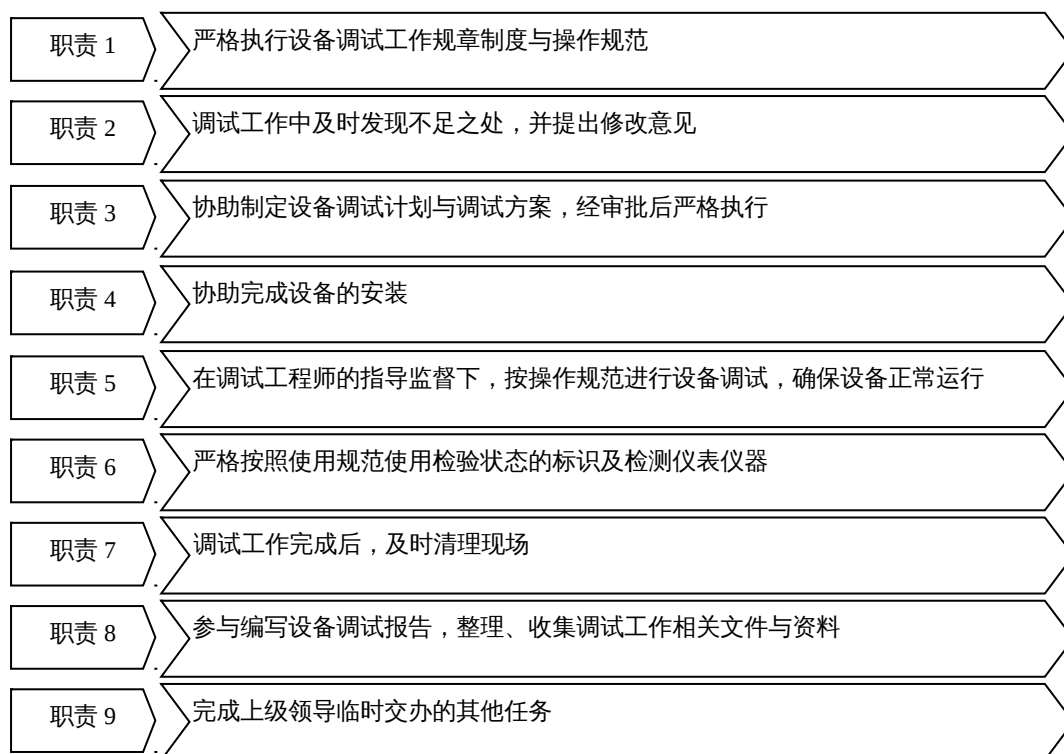 职责 1
严格执行设备调试工作规章制度与操作规范
职责 2
调试工作中及时发现不足之处，并提出修改意见
职责 3
协助制定设备调试计划与调试方案，经审批后严格执行
职责 4
协助完成设备的安装
职责 5
在调试工程师的指导监督下，按操作规范进行设备调试，确保设备正常运行
职责 6
严格按照使用规范使用检验状态的标识及检测仪表仪器
职责 7
调试工作完成后，及时清理现场
职责 8
参与编写设备调试报告，整理、收集调试工作相关文件与资料
职责 9
完成上级领导临时交办的其他任务